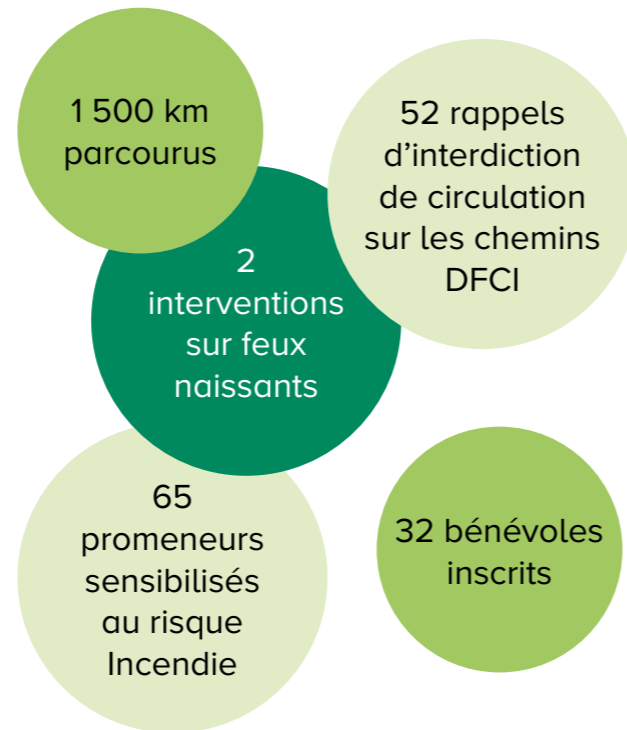 1 500 km
parcourus
52 rappels
d’interdiction
de circulation
sur les chemins
DFCI
2
interventions
sur feux
naissants
65
promeneurs
sensibilisés
au risque
Incendie
32 bénévoles
inscrits